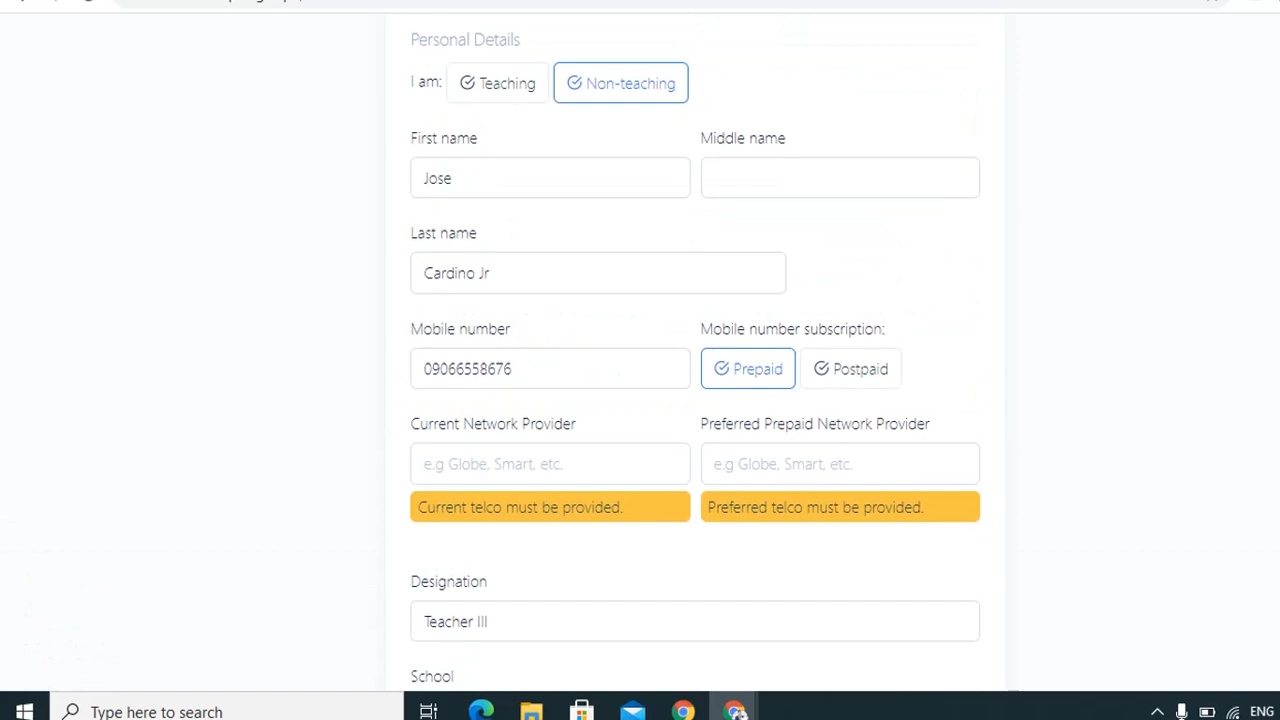 Personal Details
I am: Teaching Non-teaching
First name Middle name
Jose
Last name
Cardino Jr
Mobile number Mobile number subscription:
09066558676 Prepaid Postpaid
Current Network Provider Preferred Prepaid Network Provider
e.g Globe, Smart, etc. e.g Globe, Smart, etc.
Current telco must be provided. Preferred telco must be provided.
Designation
Teacher III
School
Type here to search ENG